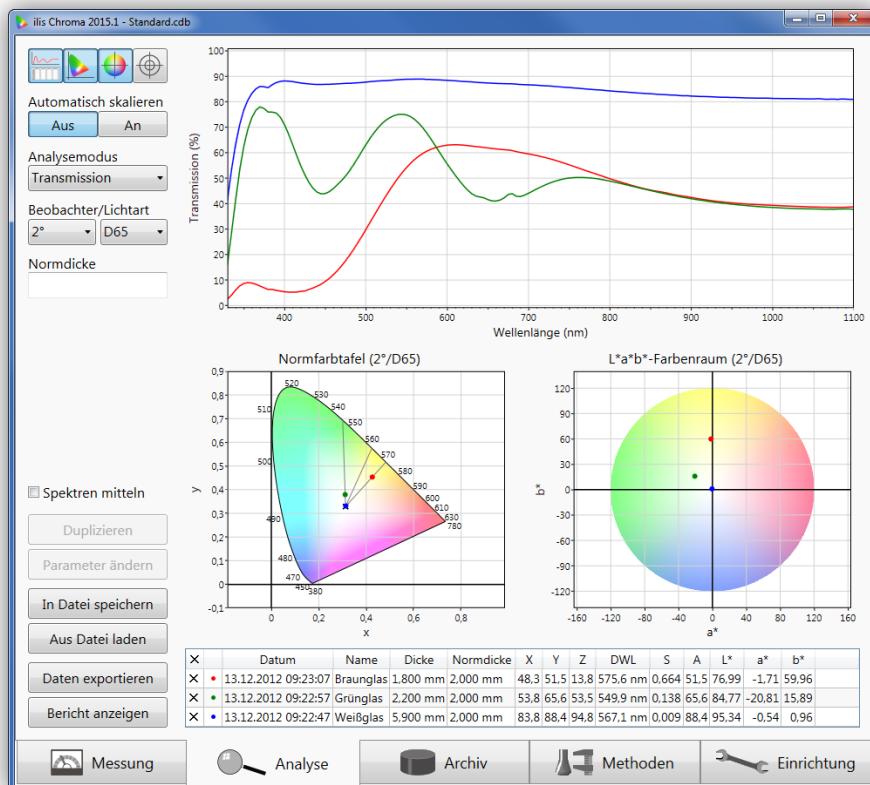 ilis Chroma 2015.1 - Standard.cdb
Automatisch skalieren
Aus An
Analysemodus
Transmission
Beobachter/Lichtart
2° D65
Normdicke
Transmission (%)
100
90
80
70
60
50
40
30
20
10
0
400 500 600 700 800 900 1000 1100
Wellenlänge (nm)
Normfarbtafel (2°/D65)
y
0,9
0,8
0,7
0,6
0,5
0,4
0,3
0,2
0,1
0
-0,1
520
530
510
540
550
560
500
570
580
590
600
610
490
630
780
480
470
450
380
0 0,2 0,4 0,6 0,8
x
L*a*b*-Farbenraum (2°/D65)
b*
120
90
60
30
0
-30
-60
-90
-120
-160 -120 -80 -40 0 40 80 120 160
a*
Spektren mitteln
Duplizieren
Parameter ändern
In Datei speichern
Aus Datei laden
Daten exportieren
Bericht anzeigen
X Datum Name Dicke Normdicke X Y Z DWL S A L* a* b*
X 13.12.2012 09:23:07 Braunglas 1,800 mm 2,000 mm 48,3 51,5 13,8 575,6 nm 0,664 51,5 76,99 -1,71 59,96
X 13.12.2012 09:22:57 Grünglas 2,200 mm 2,000 mm 53,8 65,6 53,5 549,9 nm 0,138 65,6 84,77 -20,81 15,89
X 13.12.2012 09:22:47 Weißglas 5,900 mm 2,000 mm 83,8 88,4 94,8 567,1 nm 0,009 88,4 95,34 -0,54 0,96
Messung
Analyse
Archiv
Methoden
Einrichtung